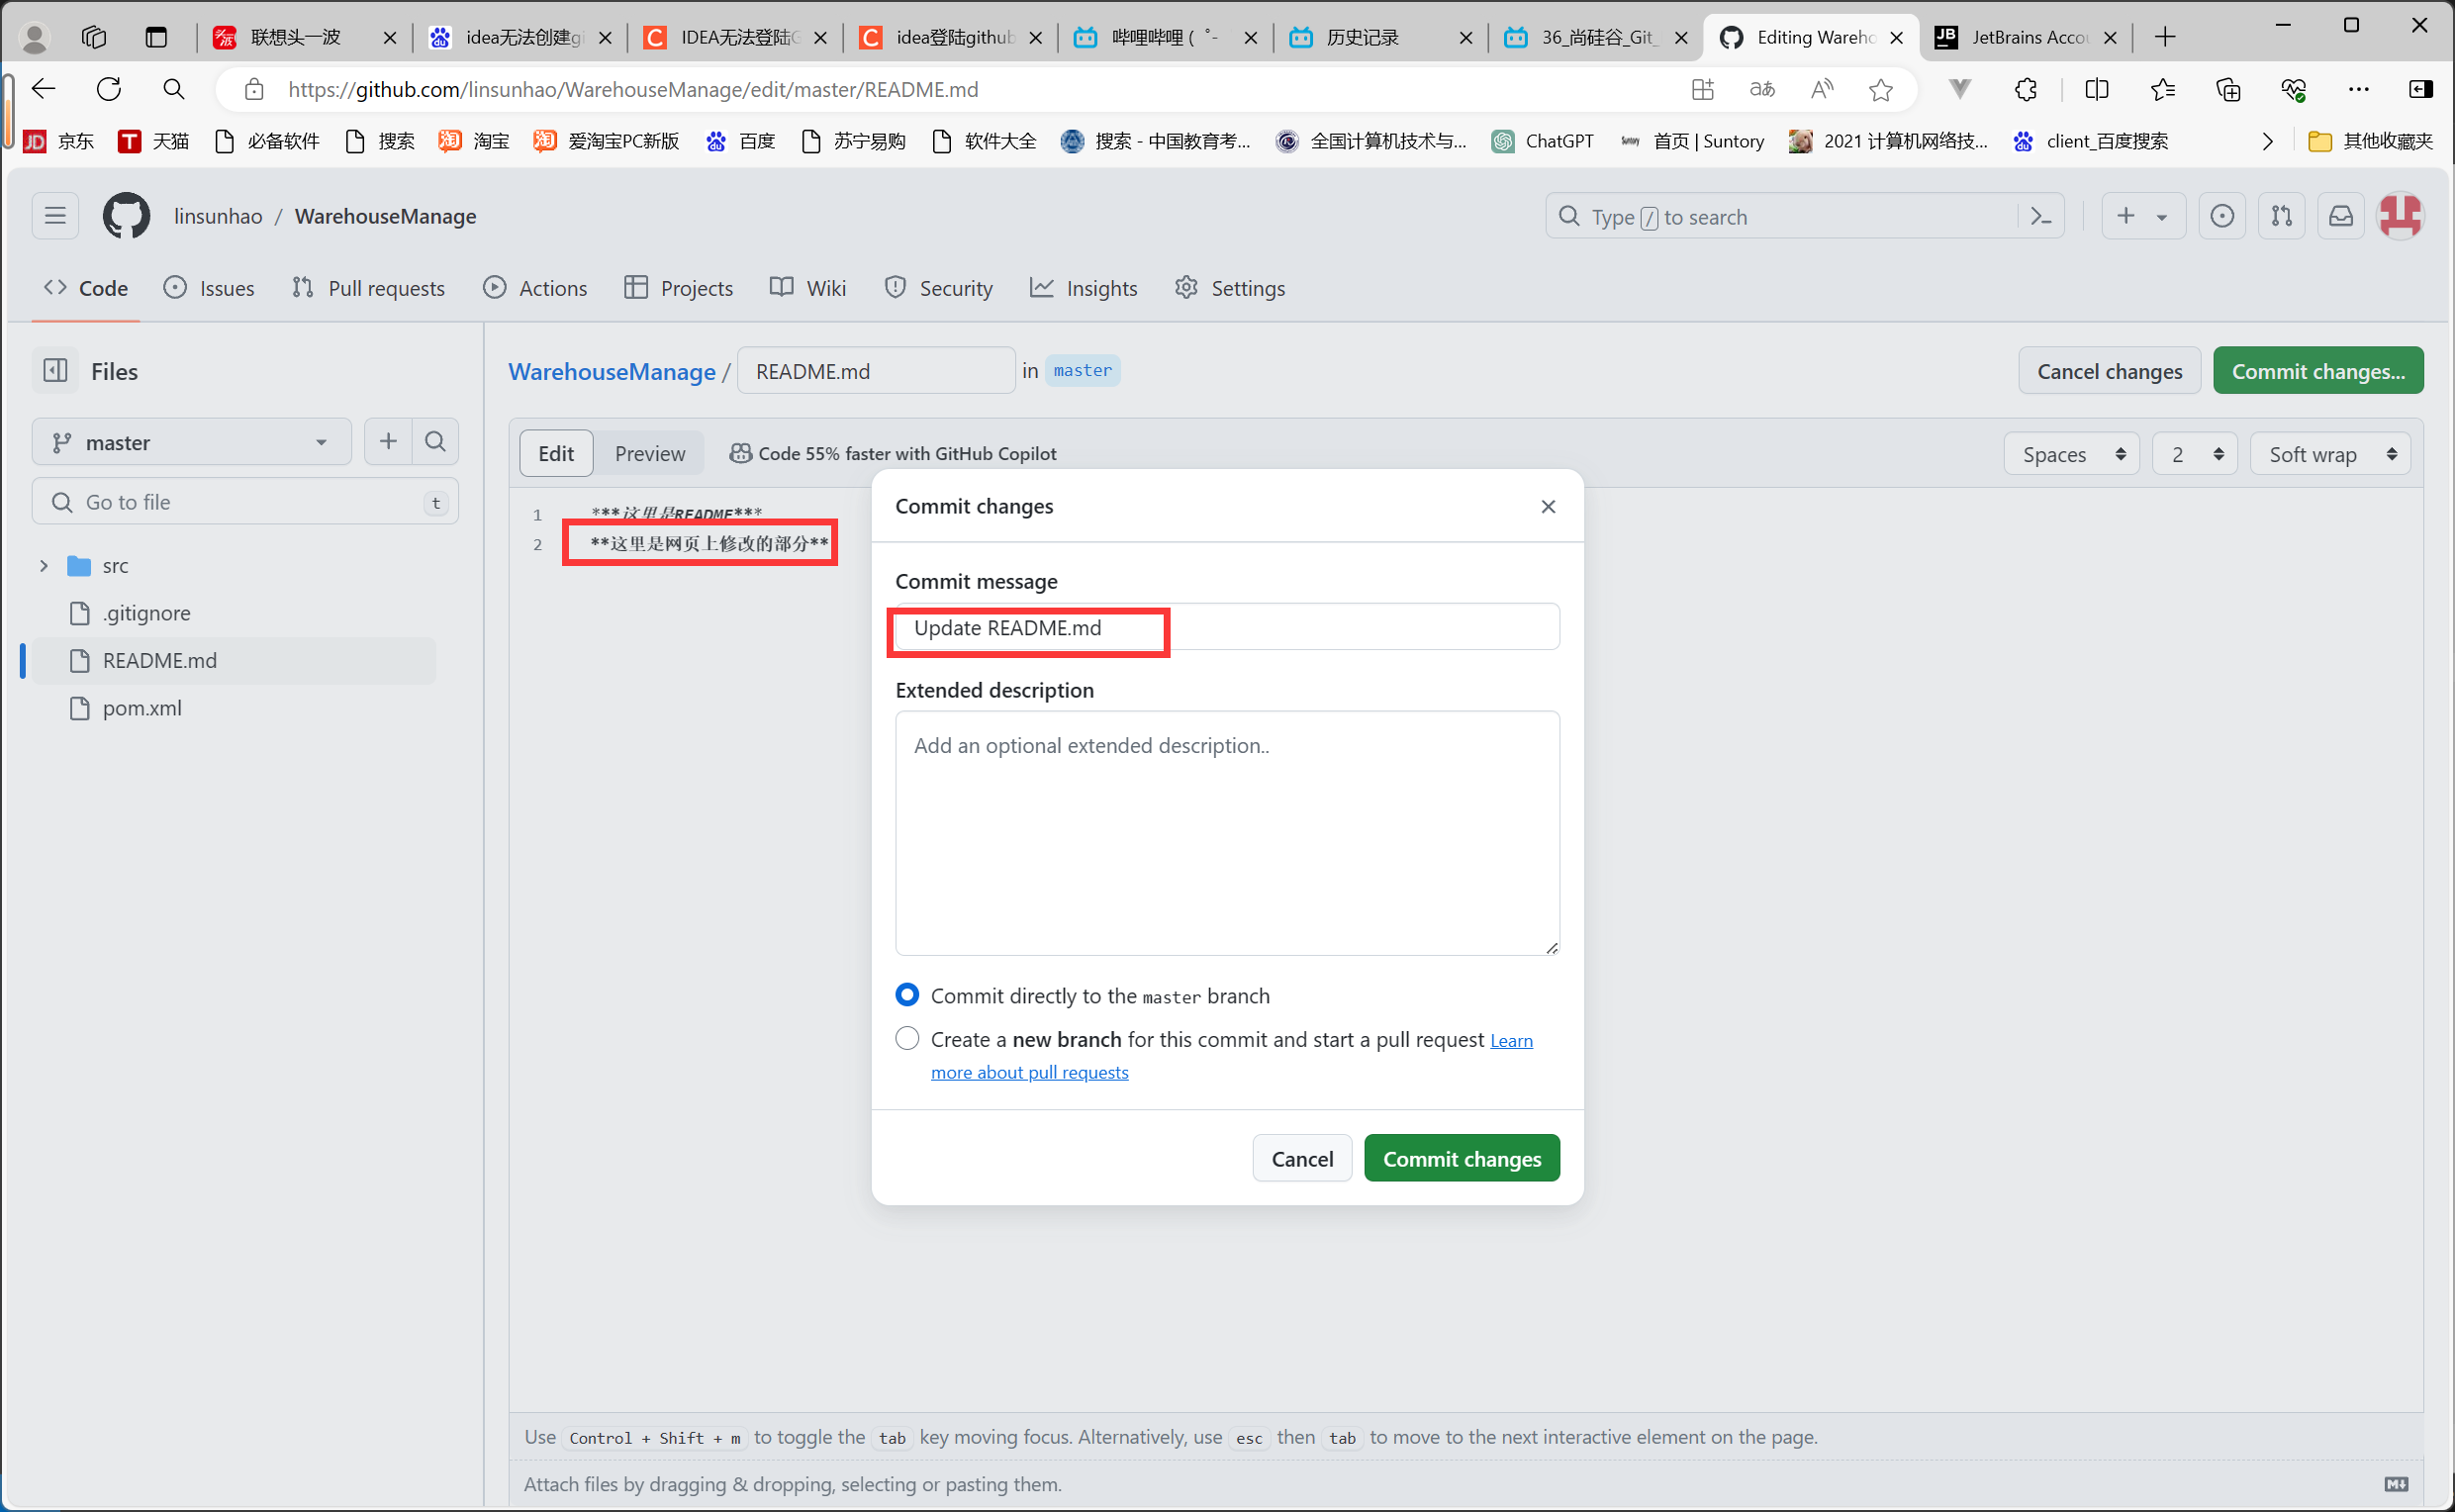 联想头一波
idea无法创建gi
IDEA无法登陆G
idea登陆github
哔哩哔哩 ( ゜-
历史记录
36_尚硅谷_Git_
Editing Wareho
JetBrains Accou
https://github.com/linsunhao/WarehouseManage/edit/master/README.md
京东
天猫
必备软件
搜索
淘宝
爱淘宝PC新版
百度
苏宁易购
软件大全
搜索 - 中国教育考...
全国计算机技术与...
ChatGPT
首页 | Suntory
2021 计算机网络技...
client_百度搜索
其他收藏夹
linsunhao / WarehouseManage
Type / to search
Code
Issues
Pull requests
Actions
Projects
Wiki
Security
Insights
Settings
Files
WarehouseManage / README.md in master
Cancel changes
Commit changes...
master
Edit
Preview
Code 55% faster with GitHub Copilot
Spaces
2
Soft wrap
Go to file
t
1 ***这里是README***
2 **这里是网页上修改的部分**
src
.gitignore
README.md
pom.xml
Commit changes
Commit message
Update README.md
Extended description
Add an optional extended description..
Commit directly to the master branch
Create a new branch for this commit and start a pull request Learn
more about pull requests
Cancel
Commit changes
Use Control + Shift + m to toggle the tab key moving focus. Alternatively, use esc then tab to move to the next interactive element on the page.
Attach files by dragging & dropping, selecting or pasting them.